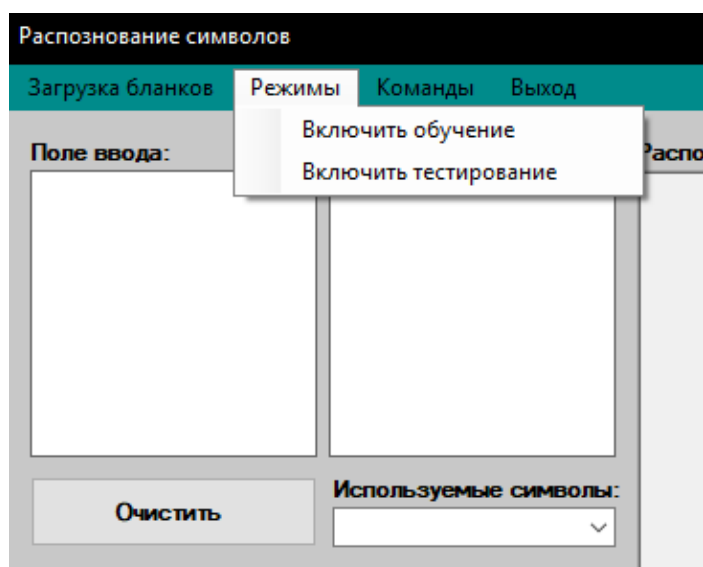 Распознование символов
Загрузка бланков Режимы Команды Выход
Включить обучение
Включить тестирование
Поле ввода:
Очистить
Используемые символы: